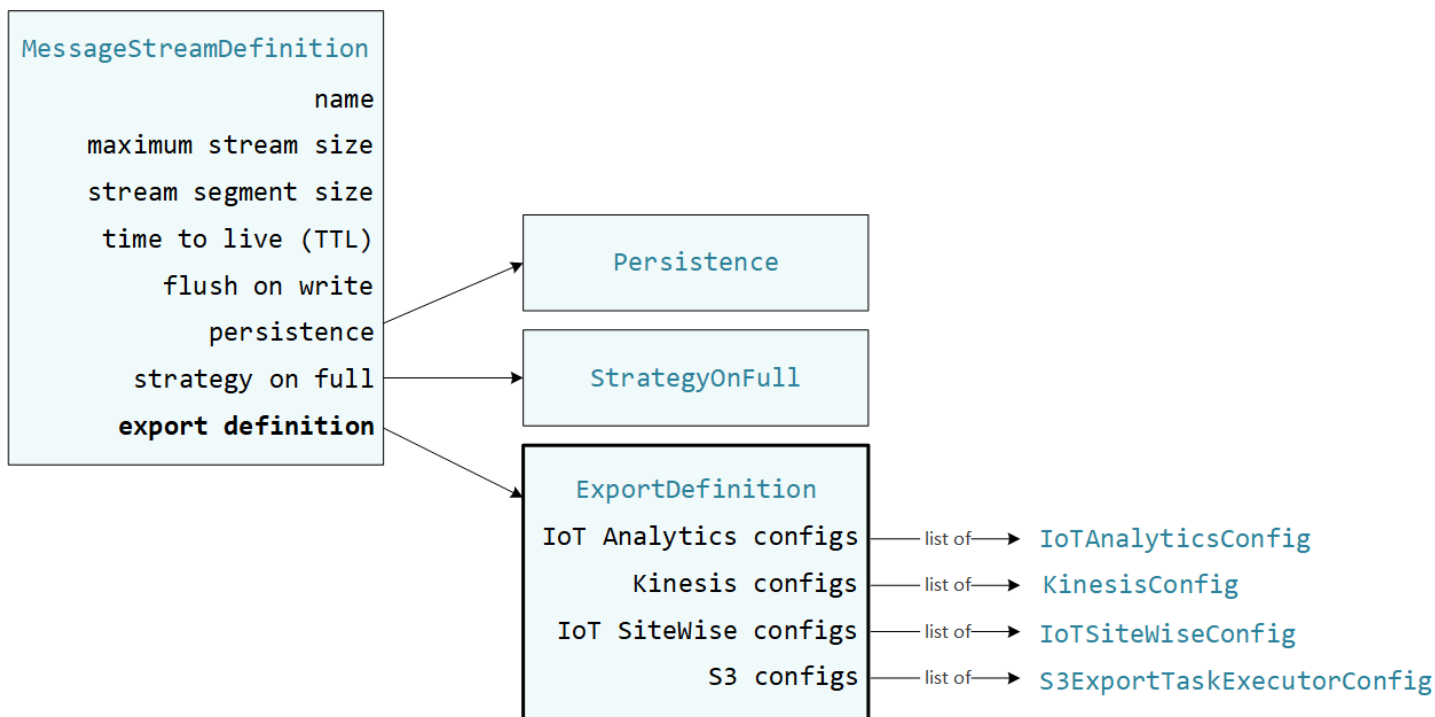 MessageStreamDefinition
name
maximum stream size
stream segment size
time to live (TTL)
flush on write
persistence
strategy on full
export definition
Persistence
StrategyOnFull
ExportDefinition
IoT Analytics configs list of IoTAnalyticsConfig
Kinesis configs list of KinesisConfig
IoT SiteWise configs list of IoTSiteWiseConfig
S3 configs list of S3ExportTaskExecutorConfig